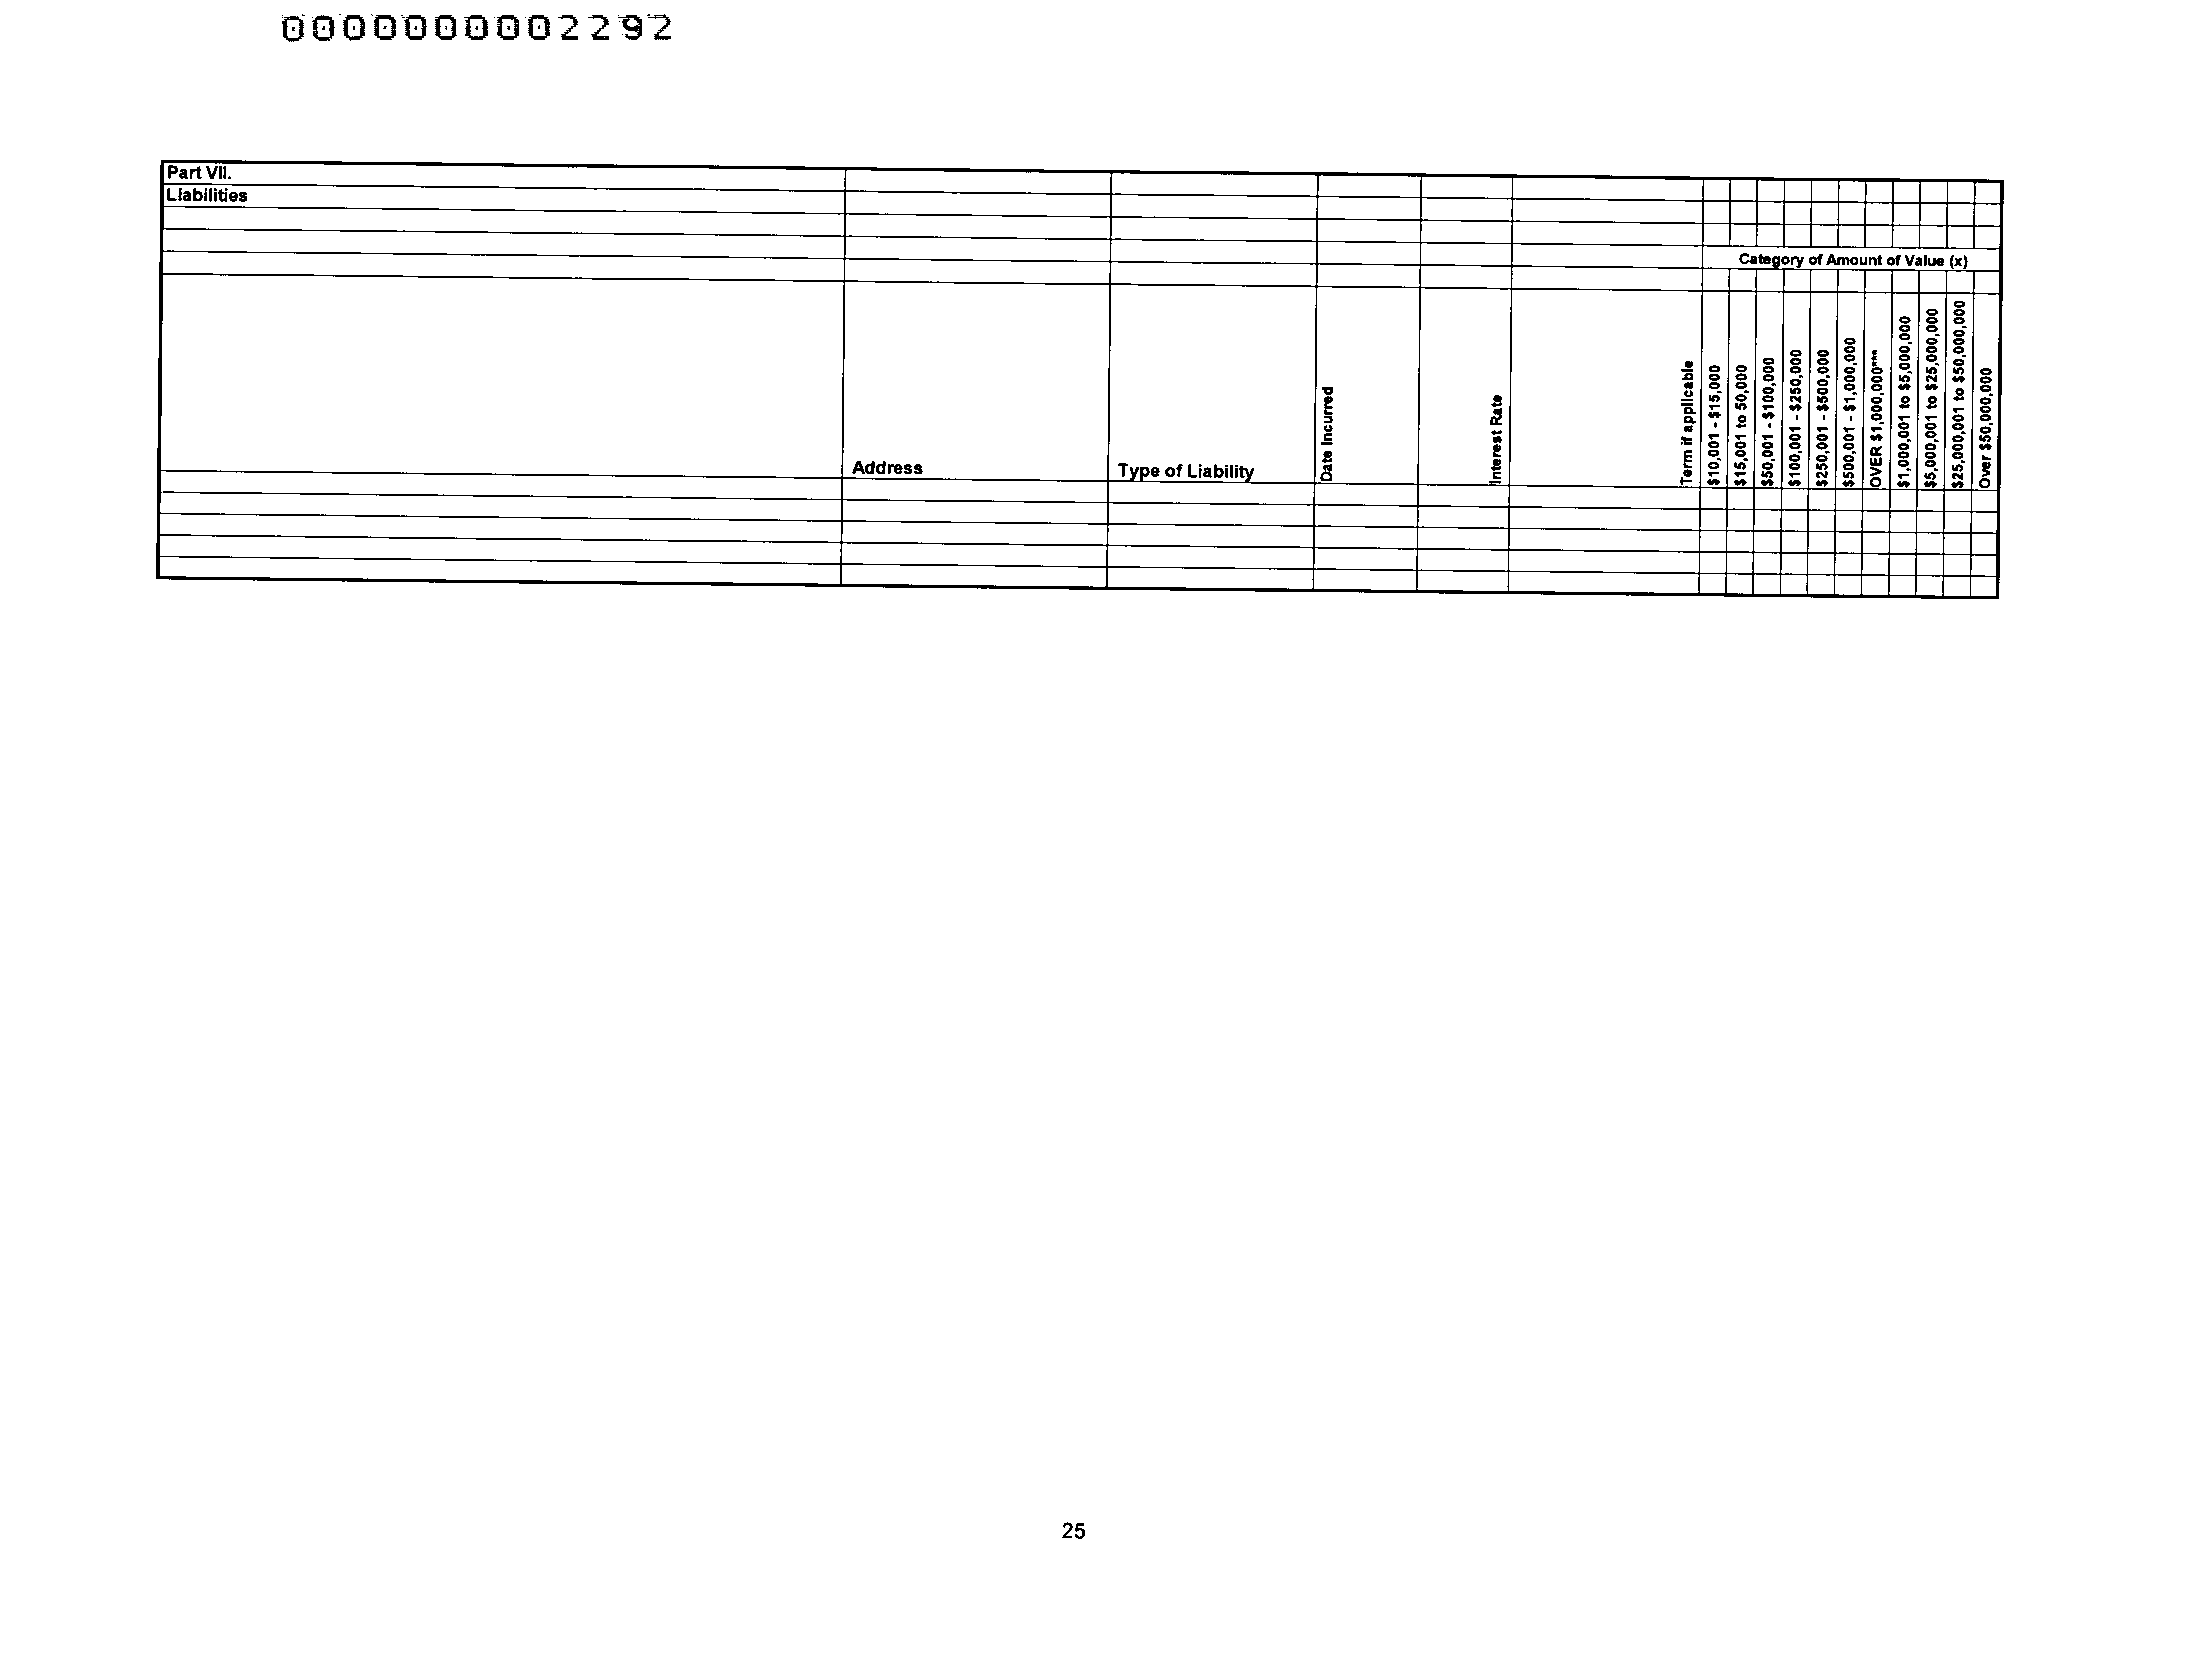 0000000002292
Part VII.
Liabilities
Category of Amount of Value (x)
Address
Type of Liability
Date Incurred
Interest Rate
Term if applicable
$10,001 - $15,000
$15,001 to 50,000
$50,001 - $100,000
$100,001 - $250,000
$250,001 - $500,000
$500,001 - $1,000,000
OVER $1,000,000***
$1,000,001 to $5,000,000
$5,000,001 to $25,000,000
$25,000,001 to $50,000,000
Over $50,000,000
25